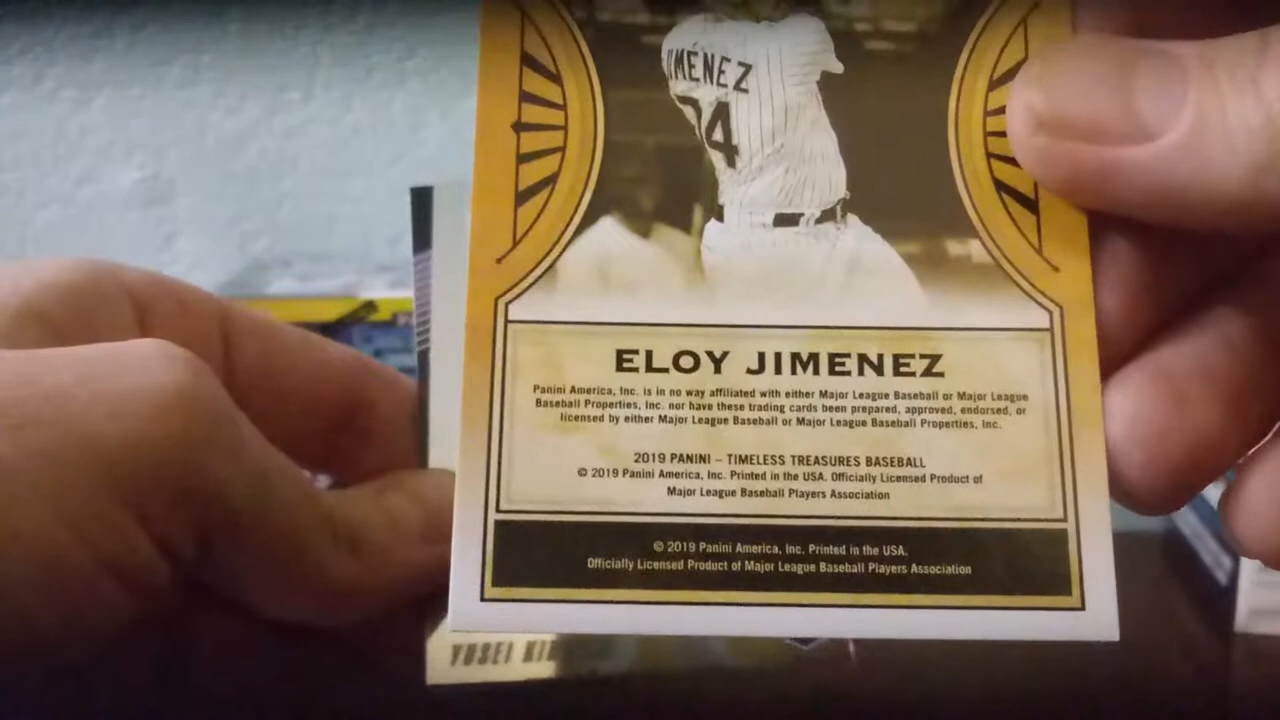 JIMÉNEZ
74
ELOY JIMENEZ
Panini America, Inc. is in no way affiliated with either Major League Baseball or Major League
Baseball Properties, Inc. nor have these trading cards been prepared, approved, endorsed, or
licensed by either Major League Baseball or Major League Baseball Properties, Inc.
2019 PANINI – TIMELESS TREASURES BASEBALL
© 2019 Panini America, Inc. Printed in the USA. Officially Licensed Product of
Major League Baseball Players Association
© 2019 Panini America, Inc. Printed in the USA.
Officially Licensed Product of Major League Baseball Players Association
YUSEI